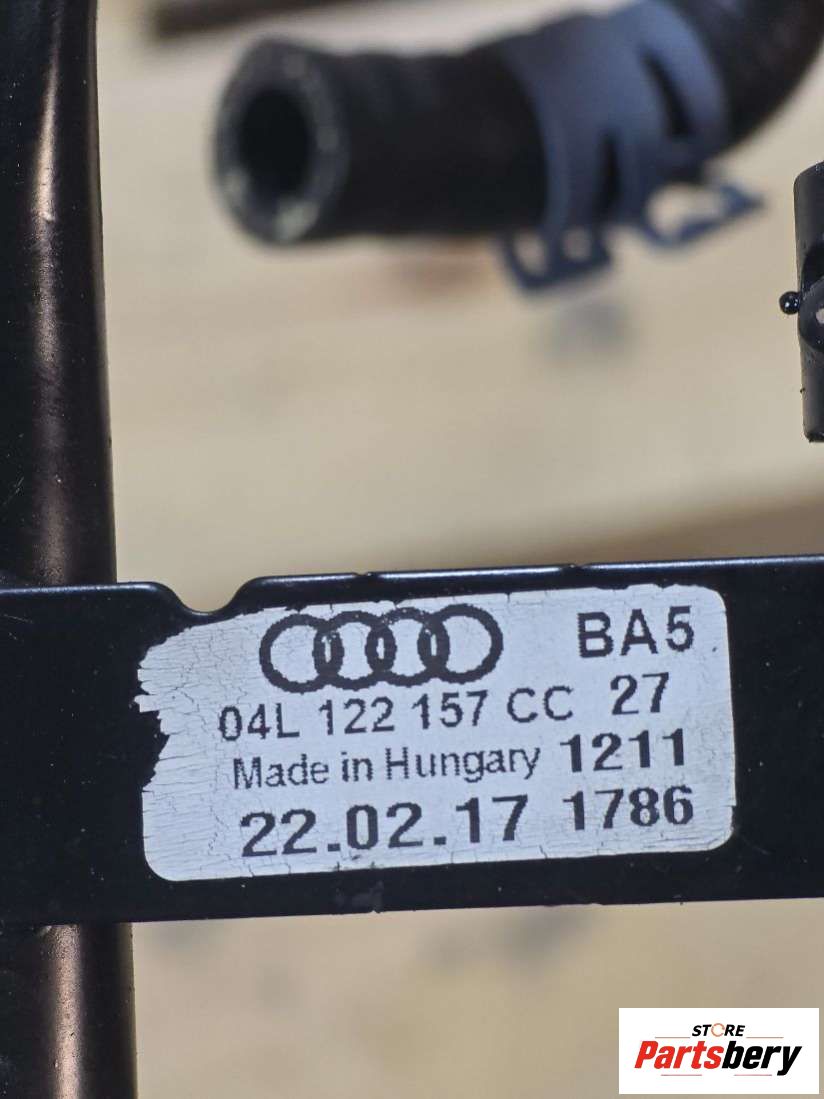 BA5
04L 122 157 CC 27
Made in Hungary 1211
22.02.17 1786
STORE
Partsbery